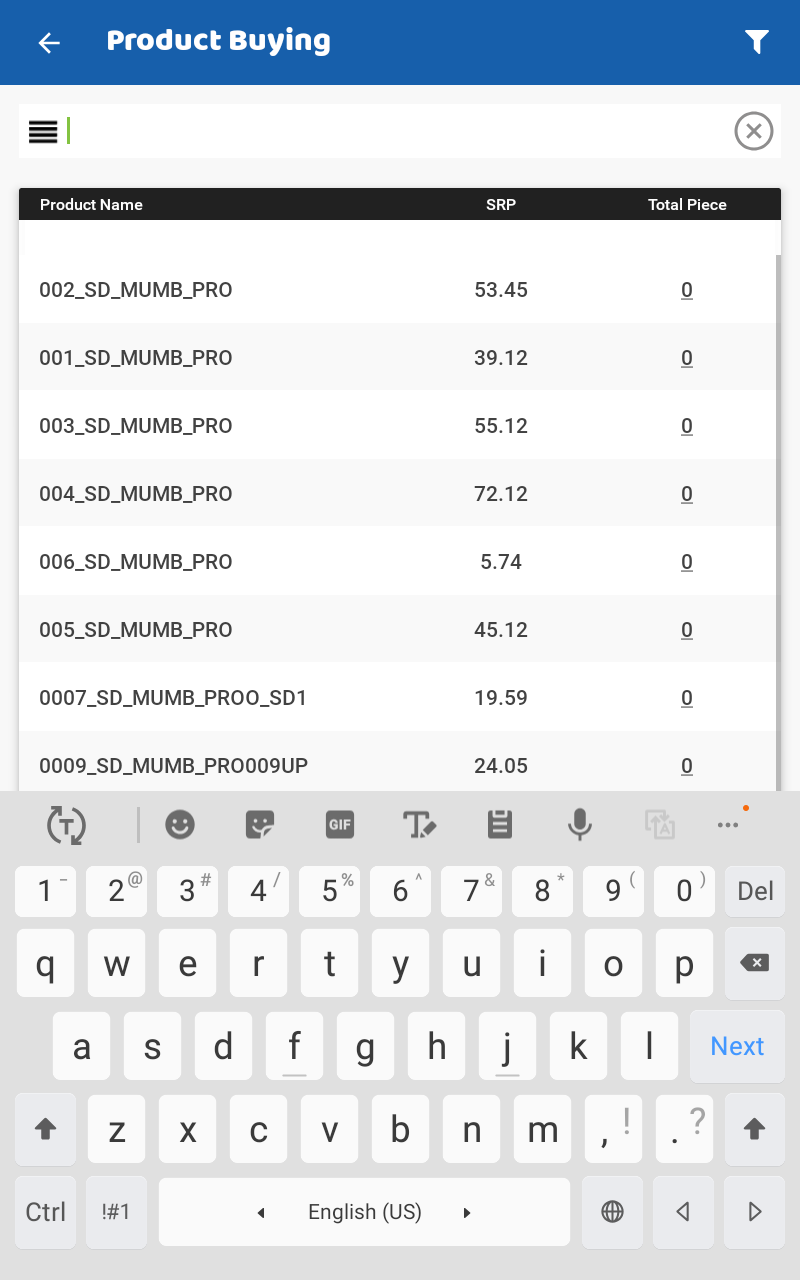 Product Buying
Product Name SRP Total Piece
002_SD_MUMB_PRO 53.45 0
001_SD_MUMB_PRO 39.12 0
003_SD_MUMB_PRO 55.12 0
004_SD_MUMB_PRO 72.12 0
006_SD_MUMB_PRO 5.74 0
005_SD_MUMB_PRO 45.12 0
0007_SD_MUMB_PROO_SD1 19.59 0
0009_SD_MUMB_PRO009UP 24.05 0
T GIF T A
1 - 2 @ 3 # 4 / 5 % 6 ^ 7 & 8 * 9 ( 0 ) Del
q w e r t y u i o p
a s d f g h j k l Next
z x c v b n m , ! . ?
Ctrl !#1 English (US)